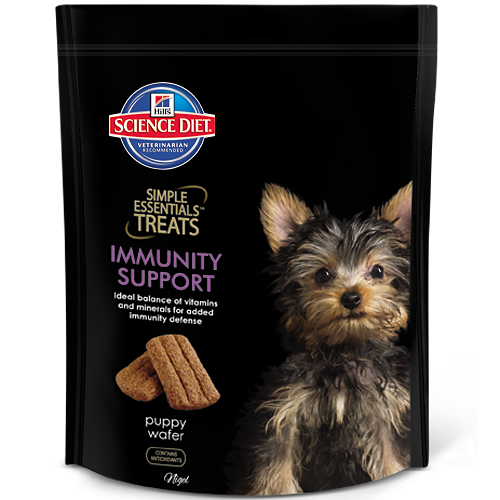 Hill's
SCIENCE DIET.
VETERINARIAN
RECOMMENDED
SIMPLE
ESSENTIALS™
TREATS
IMMUNITY
SUPPORT
Ideal balance of vitamins
and minerals for added
immunity defense
puppy
wafer
CONTAINS
ANTIOXIDANTS
Nigel